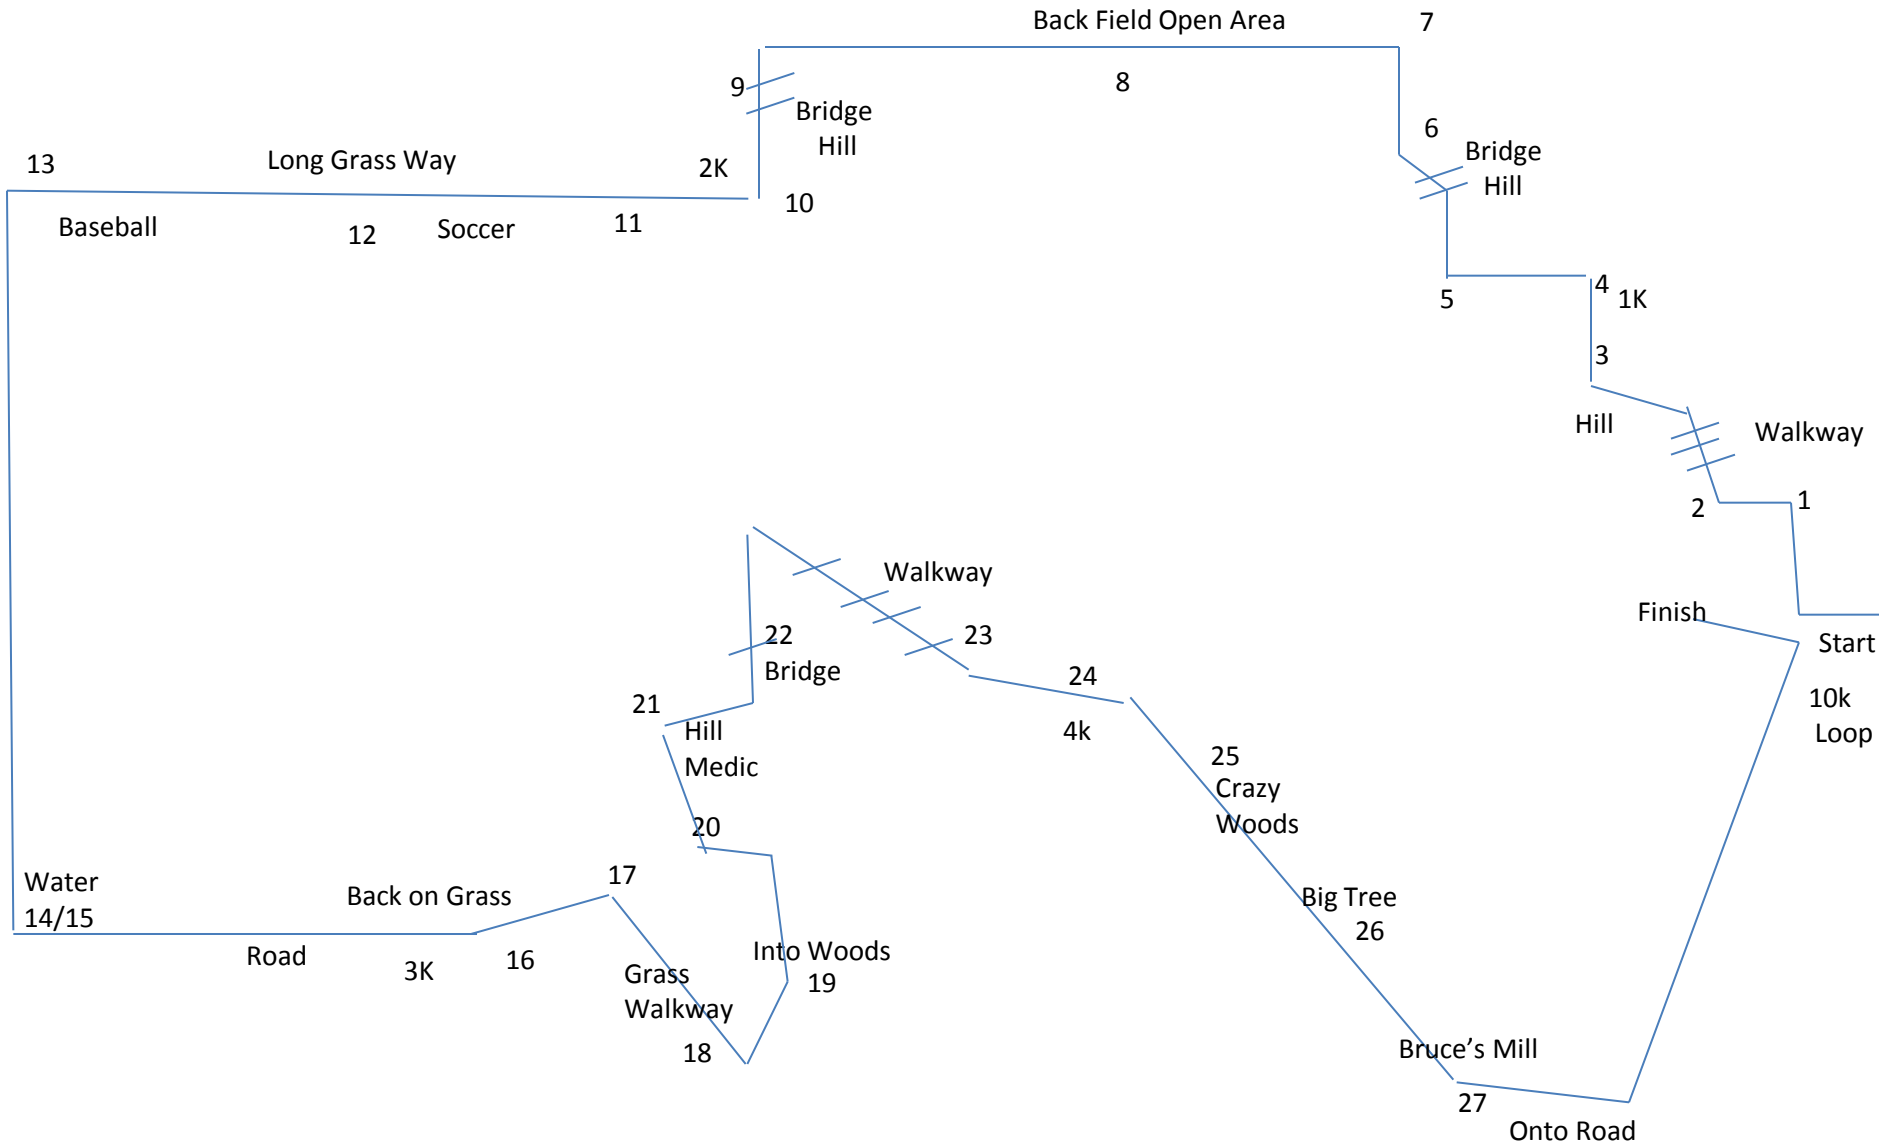 Back Field Open Area
7
8
9
Bridge
Hill
6
Bridge
Hill
13
Long Grass Way
2K
10
Baseball
12
Soccer
11
5
4
1K
3
Hill
Walkway
2
1
Finish
Start
10k
Loop
Walkway
22
Bridge
23
24
4k
21
Hill
Medic
25
Crazy
Woods
20
Water
14/15
Back on Grass
17
Big Tree
26
Road
3K
16
Into Woods
19
Grass
Walkway
18
Bruce’s Mill
27
Onto Road